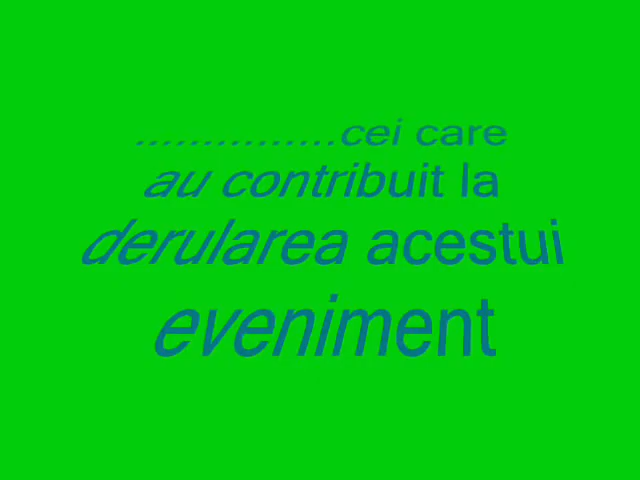 ...............cei care
au contribuit la
derularea acestui
eveniment